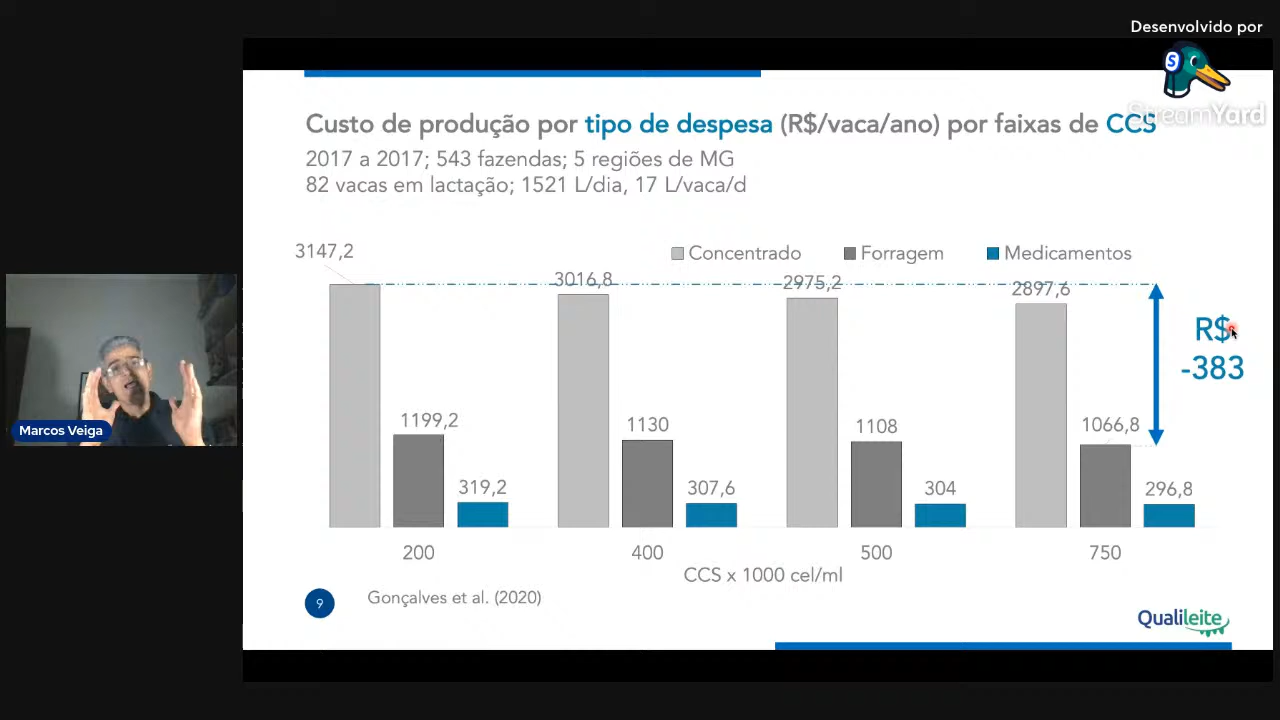 Desenvolvido por
StreamYard
Custo de produção por tipo de despesa (R$/vaca/ano) por faixas de CCS
2017 a 2017; 543 fazendas; 5 regiões de MG
82 vacas em lactação; 1521 L/dia, 17 L/vaca/d
Concentrado Forragem Medicamentos
3147,2
3016,8
2975,2
2897,6
R$
-383
1199,2
1130
1108
1066,8
319,2
307,6
304
296,8
200
400
500
750
CCS x 1000 cel/ml
9
Gonçalves et al. (2020)
Qualileite
Marcos Veiga
S